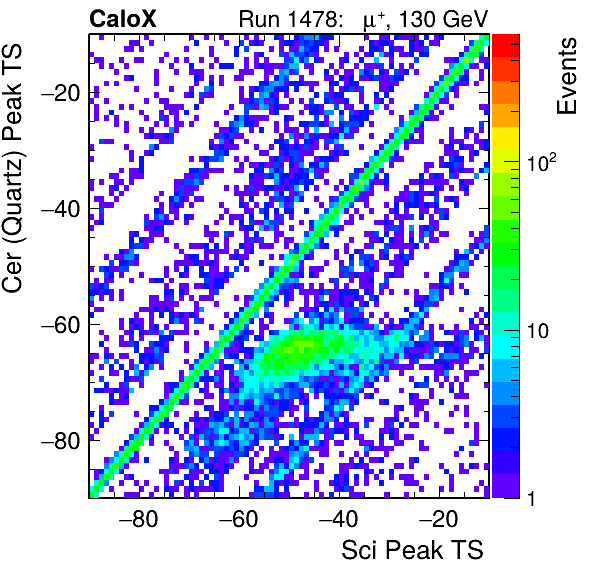 CaloX Run 1478: μ⁺, 130 GeV
Cer (Quartz) Peak TS
−20
−40
−60
−80
−80 −60 −40 −20
Sci Peak TS
Events
10²
10
1